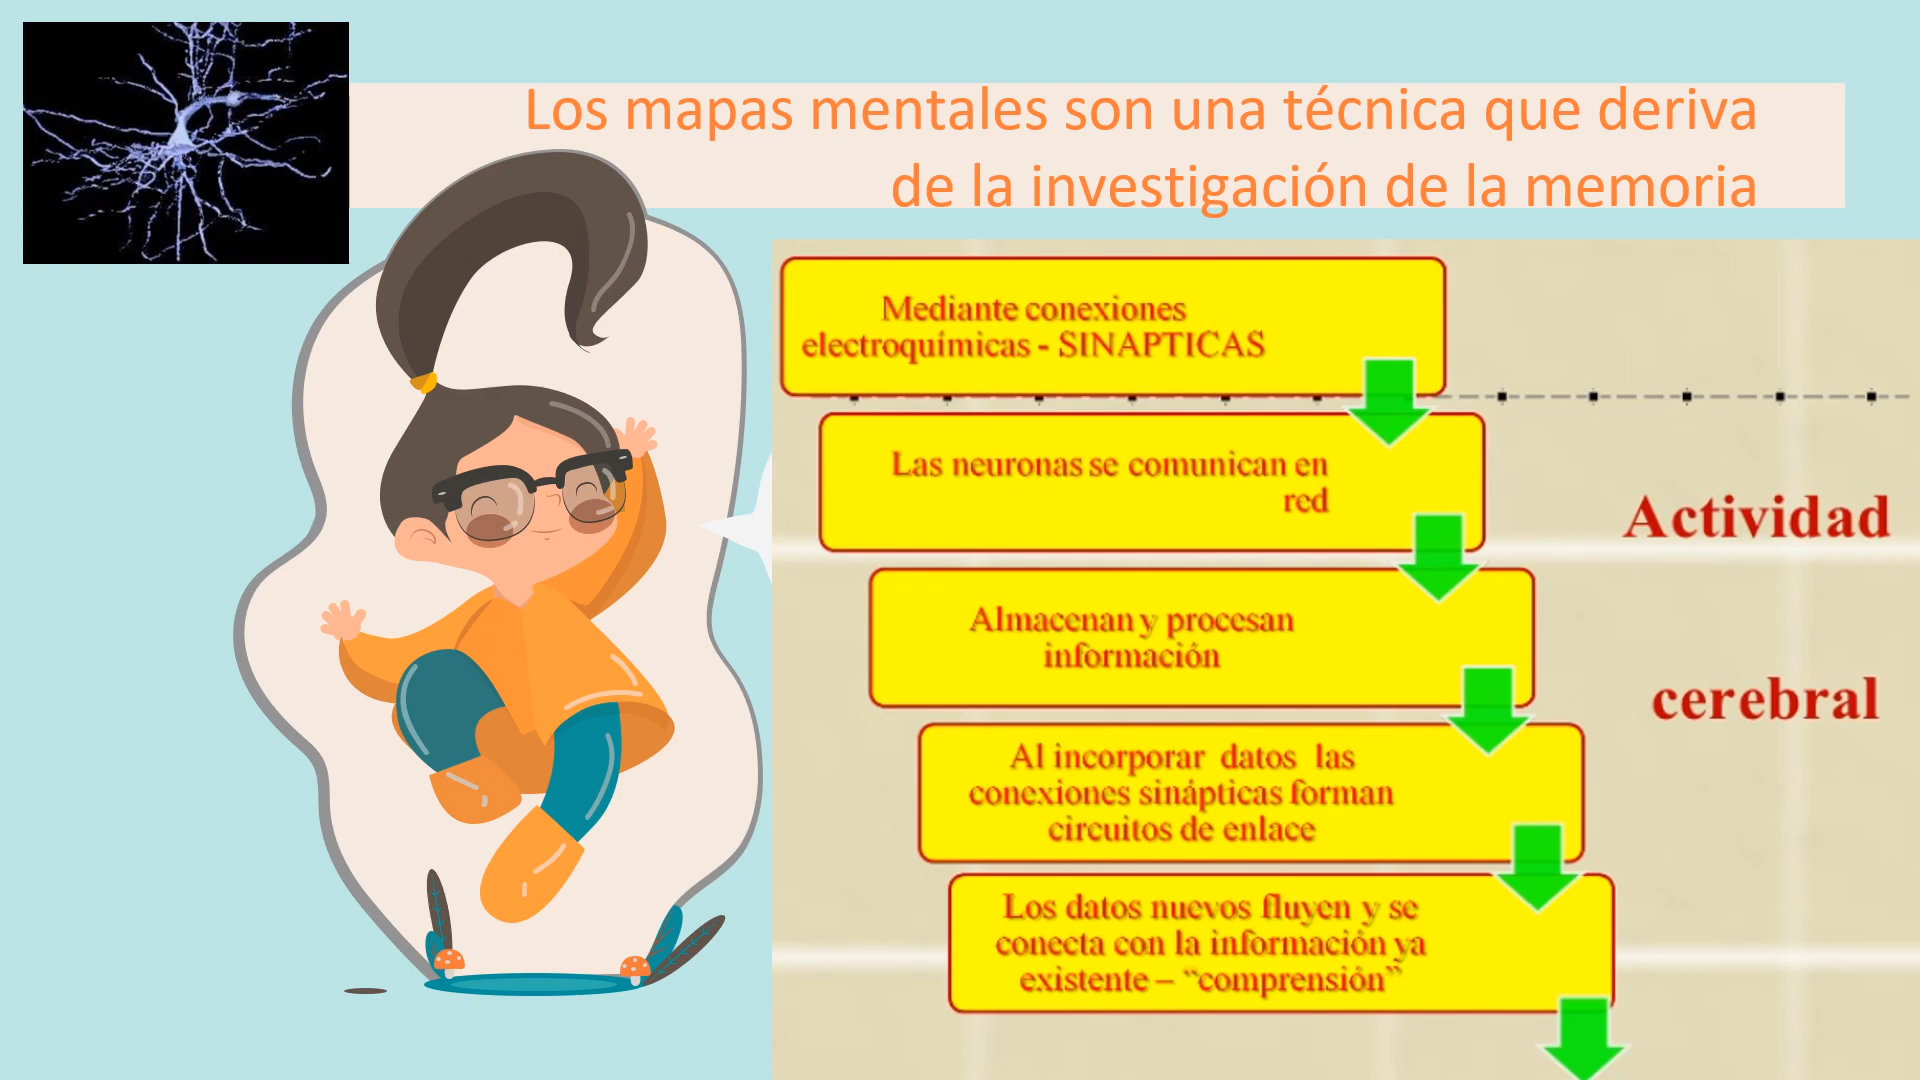 Los mapas mentales son una técnica que deriva
de la investigación de la memoria
Mediante conexiones
electroquímicas - SINAPTICAS
Las neuronas se comunican en
red
Almacenan y procesan
información
Al incorporar datos las
conexiones sinápticas forman
circuitos de enlace
Los datos nuevos fluyen y se
conecta con la información ya
existente – “comprensión”
Actividad
cerebral